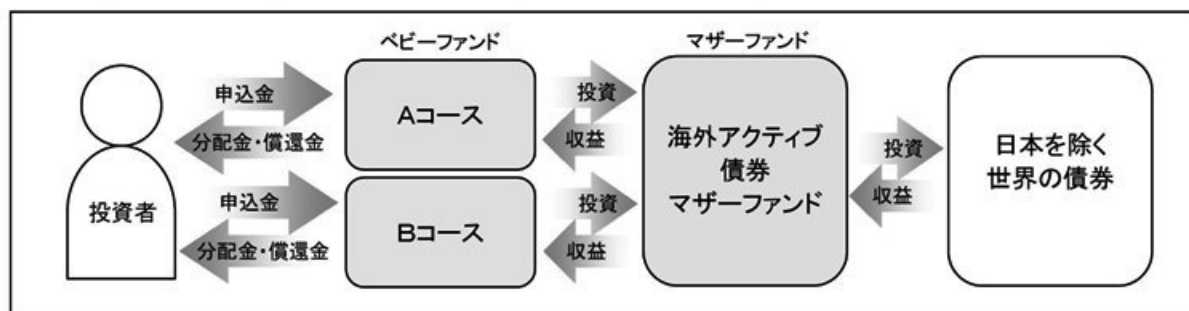 ベビーファンド
マザーファンド
申込金
分配金・償還金
申込金
分配金・償還金
投資者
Aコース
Bコース
投資
収益
投資
収益
海外アクティブ
債券
マザーファンド
投資
収益
日本を除く
世界の債券